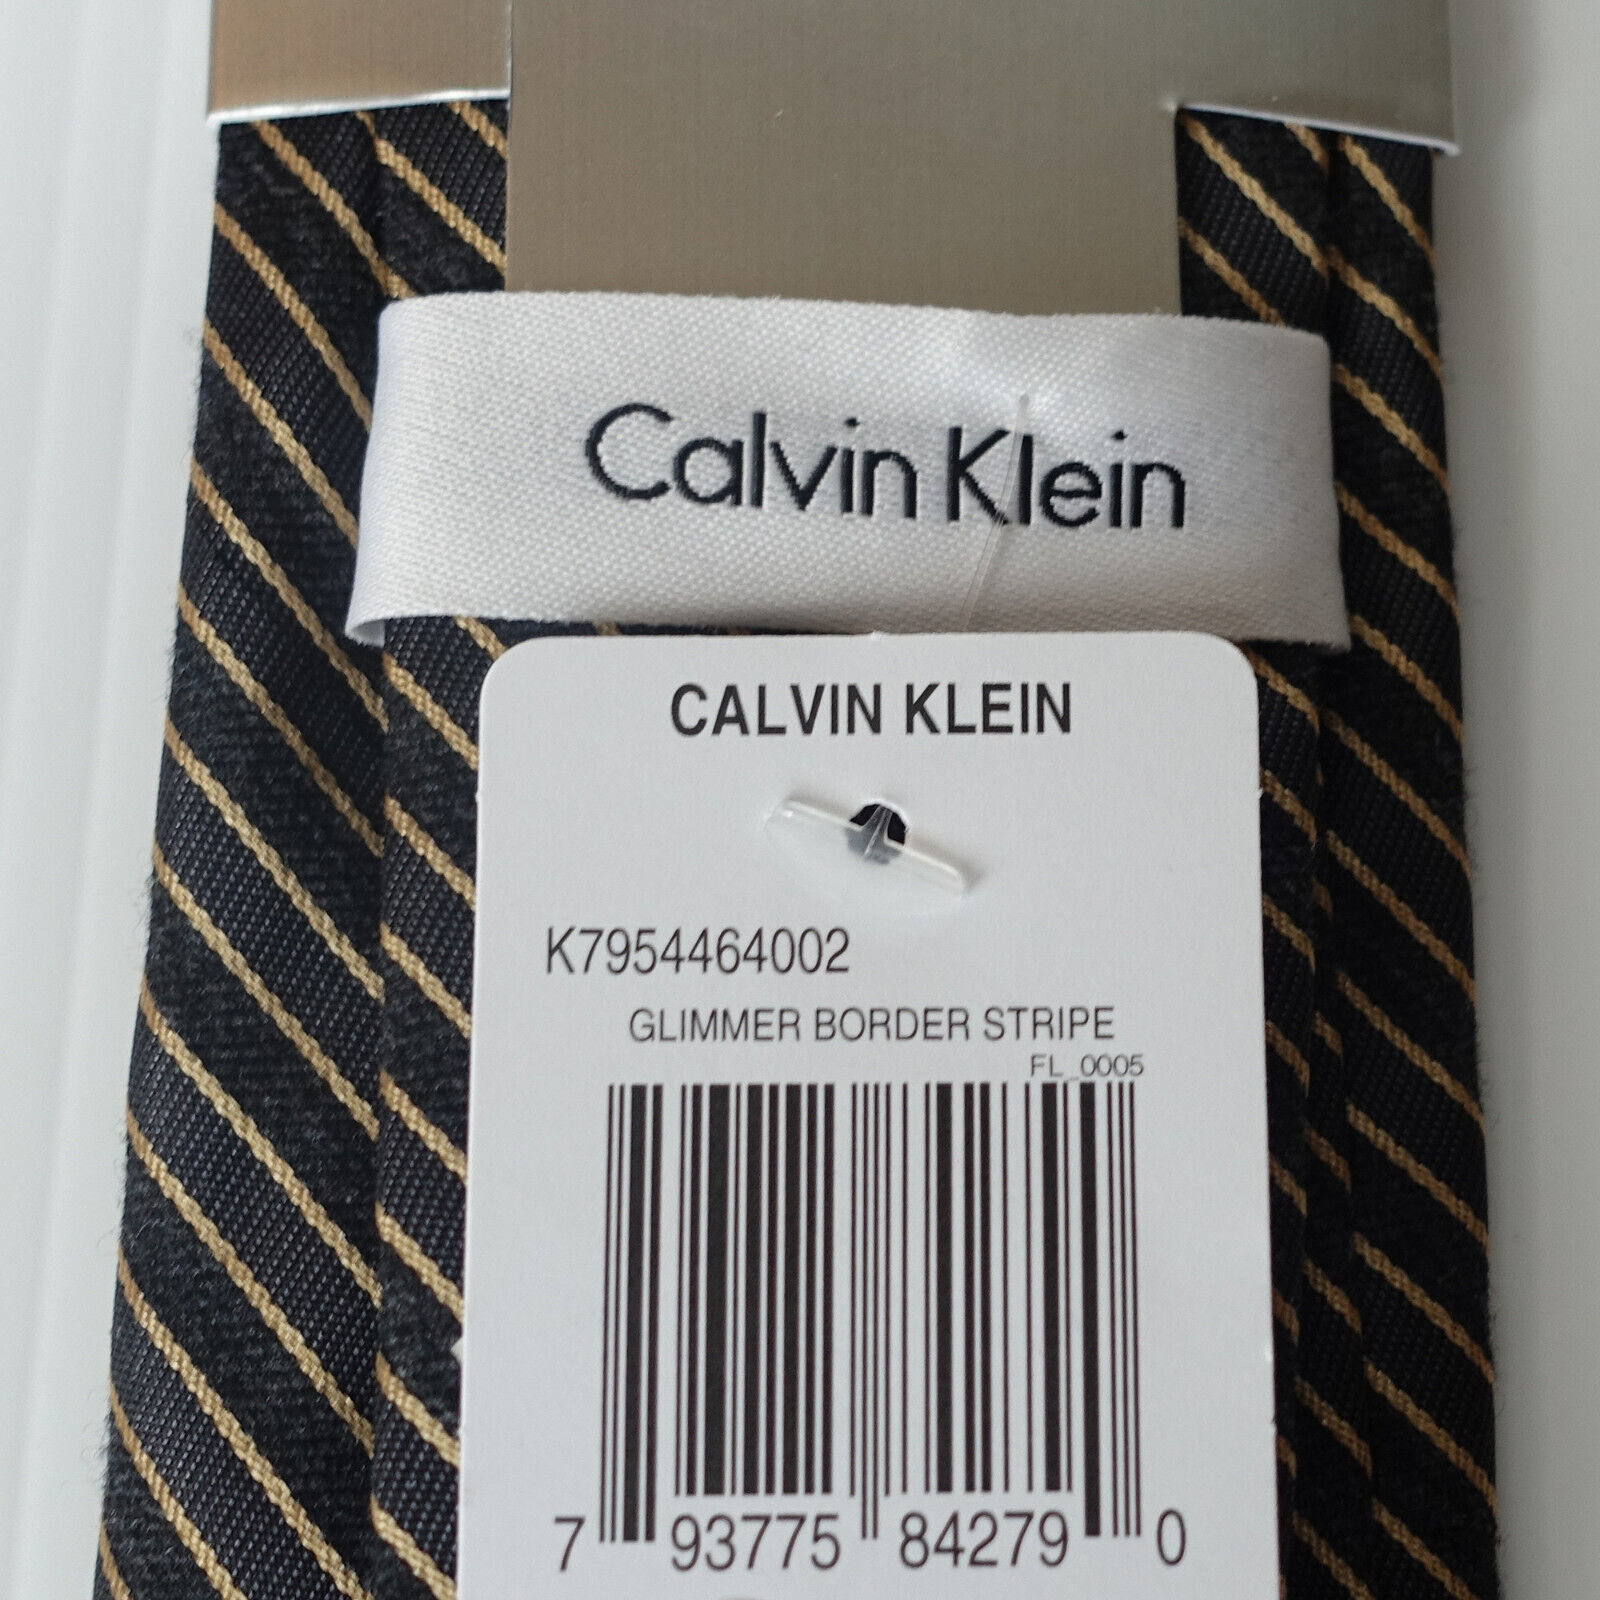 Calvin Klein
CALVIN KLEIN
K7954464002
GLIMMER BORDER STRIPE
FL_0005
7 93775 84279 0